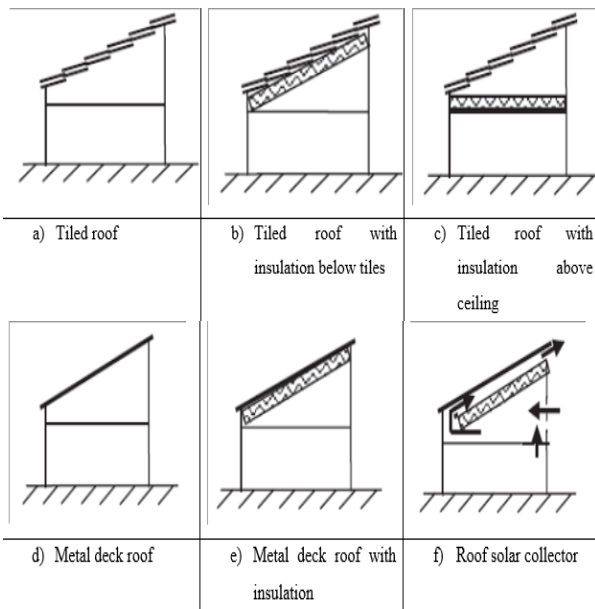 a) Tiled roof
b) Tiled roof with
insulation below tiles
c) Tiled roof with
insulation above
ceiling
d) Metal deck roof
e) Metal deck roof with
insulation
f) Roof solar collector